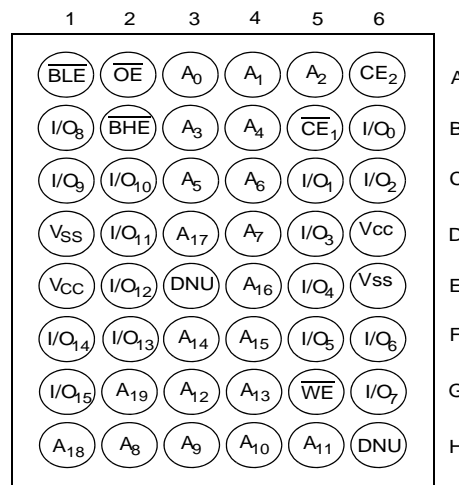 1 2 3 4 5 6
BLE OE A0 A1 A2 CE2 A
I/O8 BHE A3 A4 CE1 I/O0 B
I/O9 I/O10 A5 A6 I/O1 I/O2 C
VSS I/O11 A17 A7 I/O3 Vcc D
VCC I/O12 DNU A16 I/O4 Vss E
I/O14 I/O13 A14 A15 I/O5 I/O6 F
I/O15 A19 A12 A13 WE I/O7 G
A18 A8 A9 A10 A11 DNU H